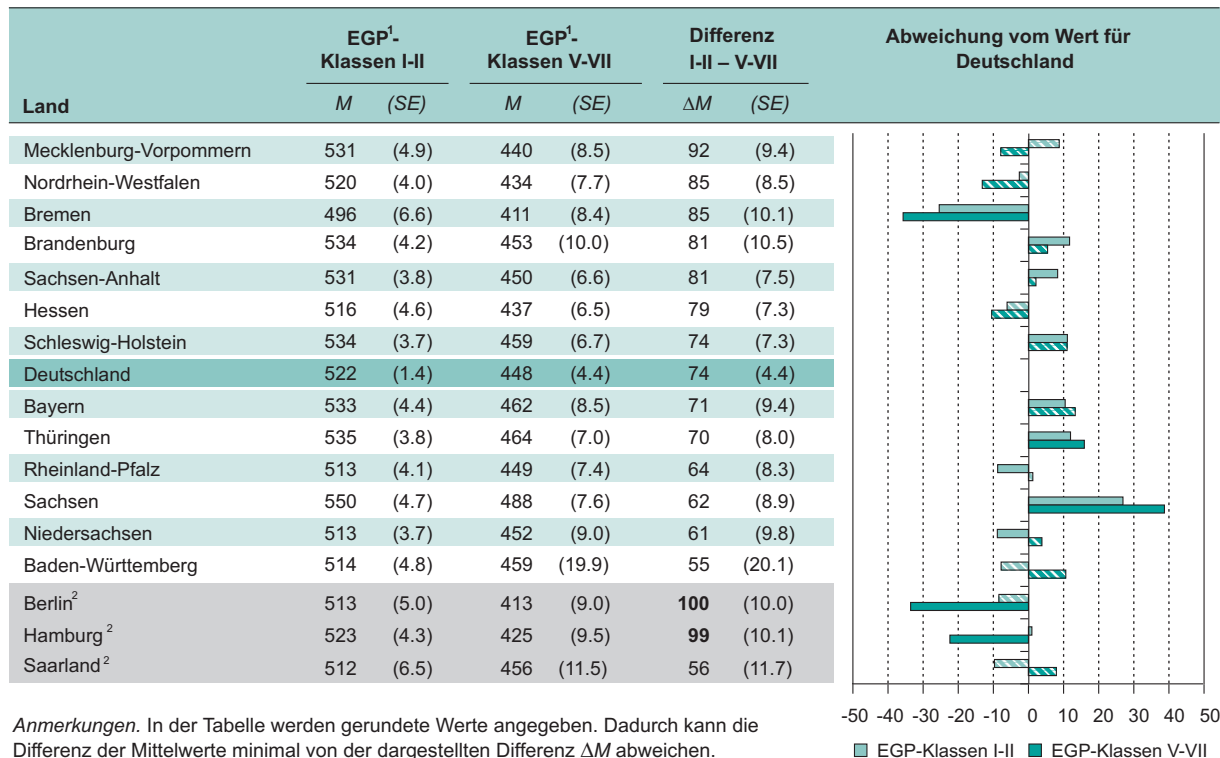 Land EGP¹-Klassen I-II EGP¹-Klassen V-VII Differenz I-II – V-VII Abweichung vom Wert für Deutschland
M (SE) M (SE) ΔM (SE)
Mecklenburg-Vorpommern 531 (4.9) 440 (8.5) 92 (9.4)
Nordrhein-Westfalen 520 (4.0) 434 (7.7) 85 (8.5)
Bremen 496 (6.6) 411 (8.4) 85 (10.1)
Brandenburg 534 (4.2) 453 (10.0) 81 (10.5)
Sachsen-Anhalt 531 (3.8) 450 (6.6) 81 (7.5)
Hessen 516 (4.6) 437 (6.5) 79 (7.3)
Schleswig-Holstein 534 (3.7) 459 (6.7) 74 (7.3)
Deutschland 522 (1.4) 448 (4.4) 74 (4.4)
Bayern 533 (4.4) 462 (8.5) 71 (9.4)
Thüringen 535 (3.8) 464 (7.0) 70 (8.0)
Rheinland-Pfalz 513 (4.1) 449 (7.4) 64 (8.3)
Sachsen 550 (4.7) 488 (7.6) 62 (8.9)
Niedersachsen 513 (3.7) 452 (9.0) 61 (9.8)
Baden-Württemberg 514 (4.8) 459 (19.9) 55 (20.1)
Berlin² 513 (5.0) 413 (9.0) 100 (10.0)
Hamburg ² 523 (4.3) 425 (9.5) 99 (10.1)
Saarland ² 512 (6.5) 456 (11.5) 56 (11.7)
-50 -40 -30 -20 -10 0 10 20 30 40 50
EGP-Klassen I-II EGP-Klassen V-VII
Anmerkungen. In der Tabelle werden gerundete Werte angegeben. Dadurch kann die
Differenz der Mittelwerte minimal von der dargestellten Differenz ΔM abweichen.